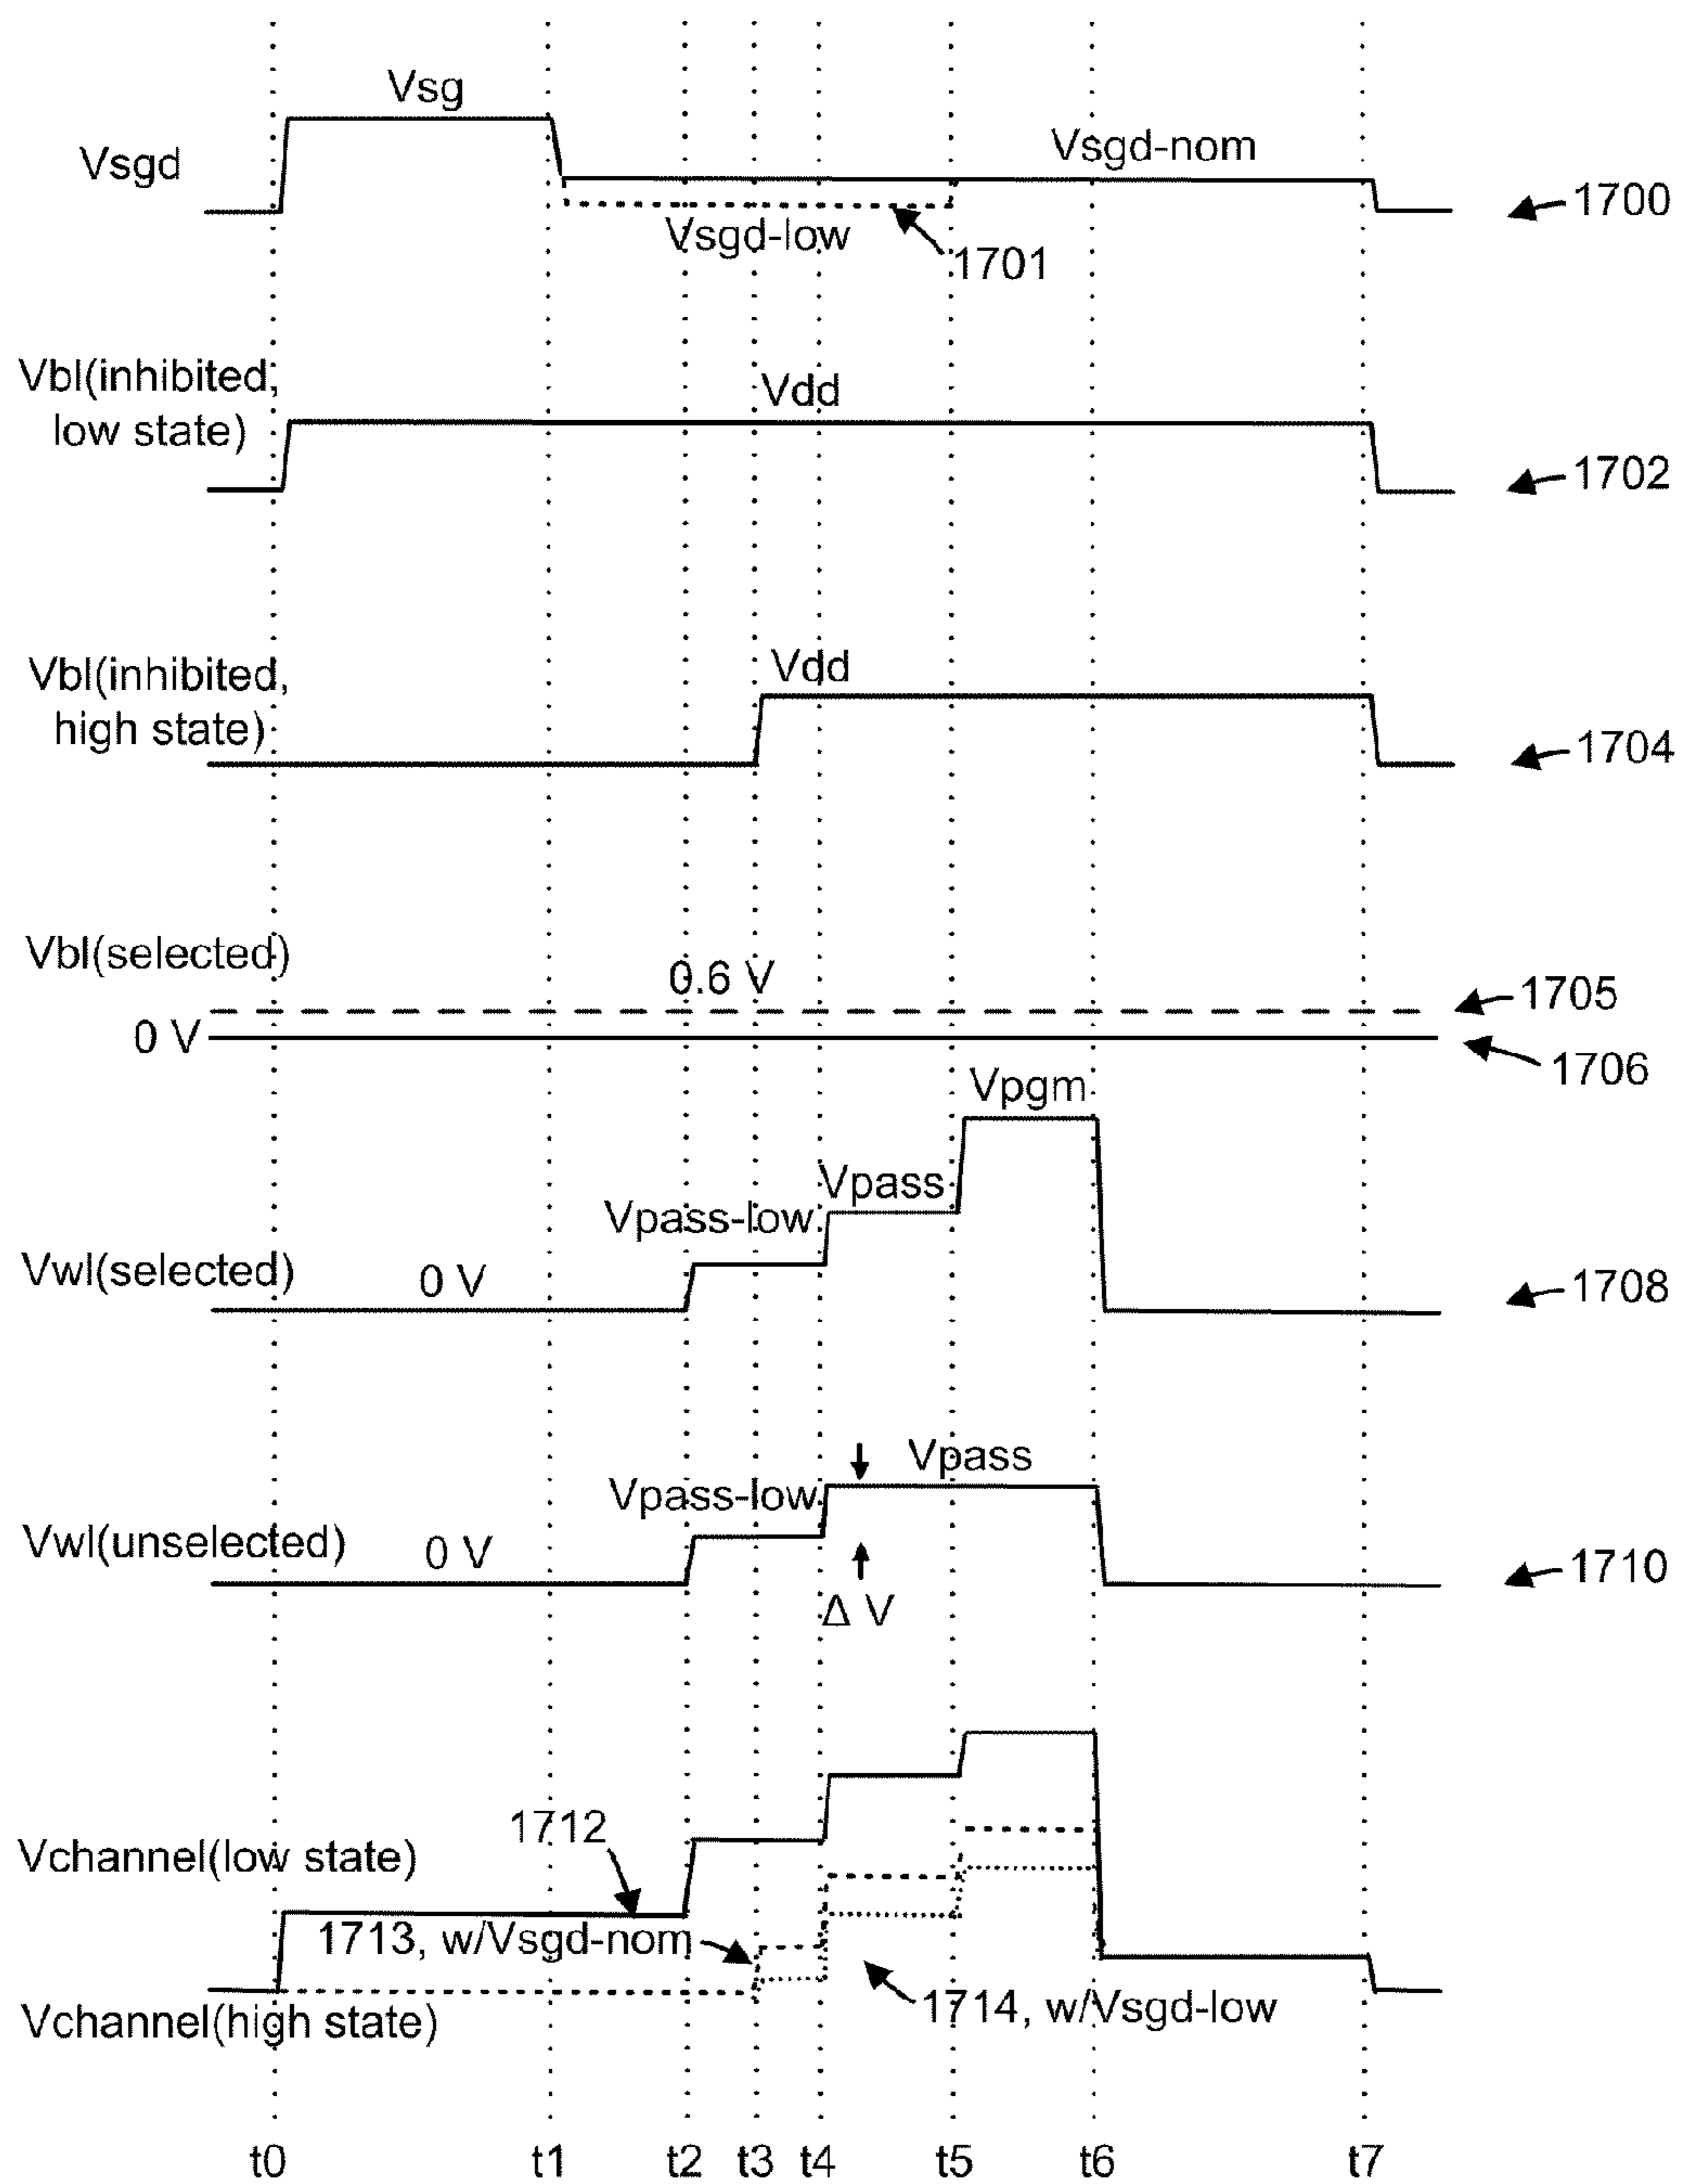 Vsg
Vsgd
Vsgd-nom
1700
Vsgd-low
1701
Vbl(inhibited,
low state)
Vdd
1702
Vbl(inhibited,
high state)
Vdd
1704
Vbl(selected)
0.6 V
1705
0 V
1706
Vpgm
Vpass
Vpass-low
Vwl(selected)
0 V
1708
Vpass
Vpass-low
Vwl(unselected)
0 V
1710
Δ V
1712
Vchannel(low state)
1713, w/Vsgd-nom
1714, w/Vsgd-low
Vchannel(high state)
t0 t1 t2 t3 t4 t5 t6 t7